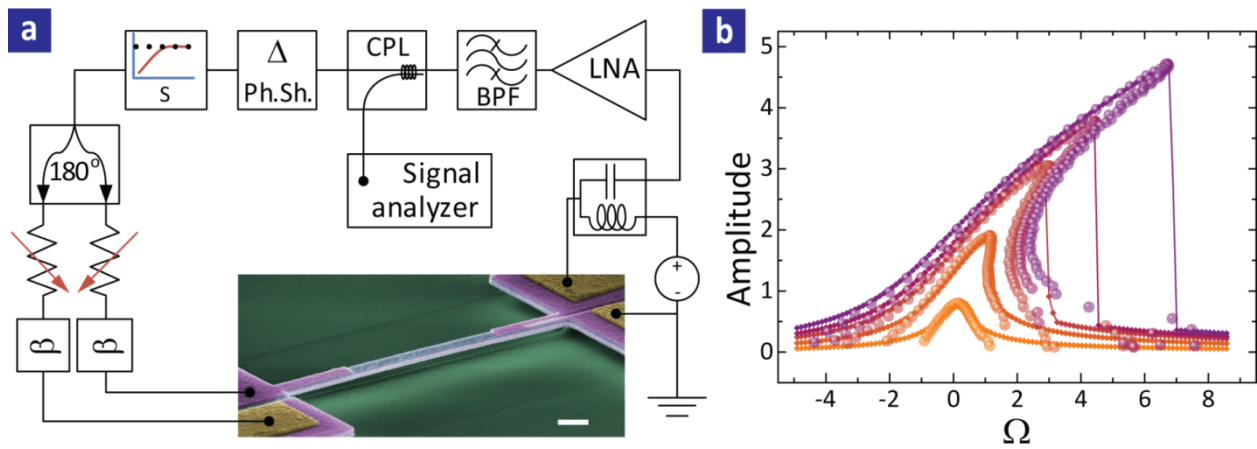 a
S
Δ
Ph.Sh.
CPL
BPF
LNA
180°
Signal
analyzer
+
-
β
β
b
Amplitude
5
4
3
2
1
0
-4
-2
0
2
4
6
8
Ω